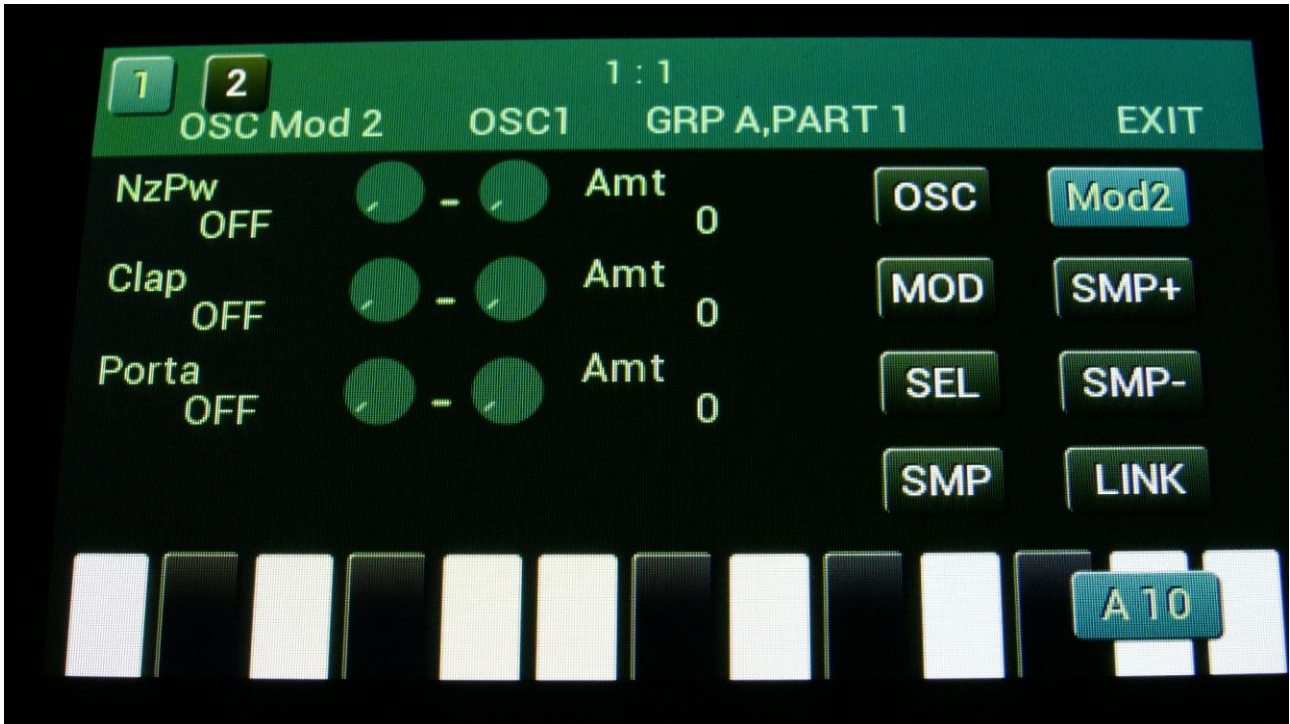 1 2 1 : 1
OSC Mod 2 OSC1 GRP A,PART 1 EXIT
NzPw - Amt OSC Mod2
OFF 0
Clap - Amt MOD SMP+
OFF 0
Porta - Amt SEL SMP-
OFF 0
SMP LINK
A 10